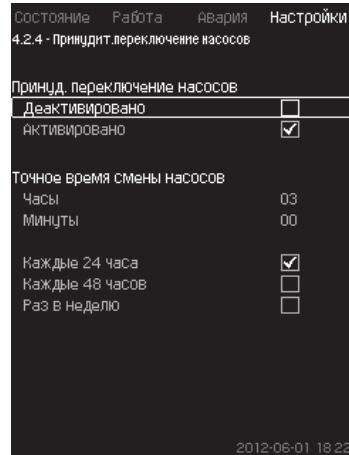 Состояние Работа Авария Настройки
4.2.4 - Принудит.переключение насосов
Принуд. переключение насосов
Деактивировано
Активировано
Точное время смены насосов
Часы 03
Минуты 00
Каждые 24 часа
Каждые 48 часов
Раз в неделю
2012-06-01 18:22